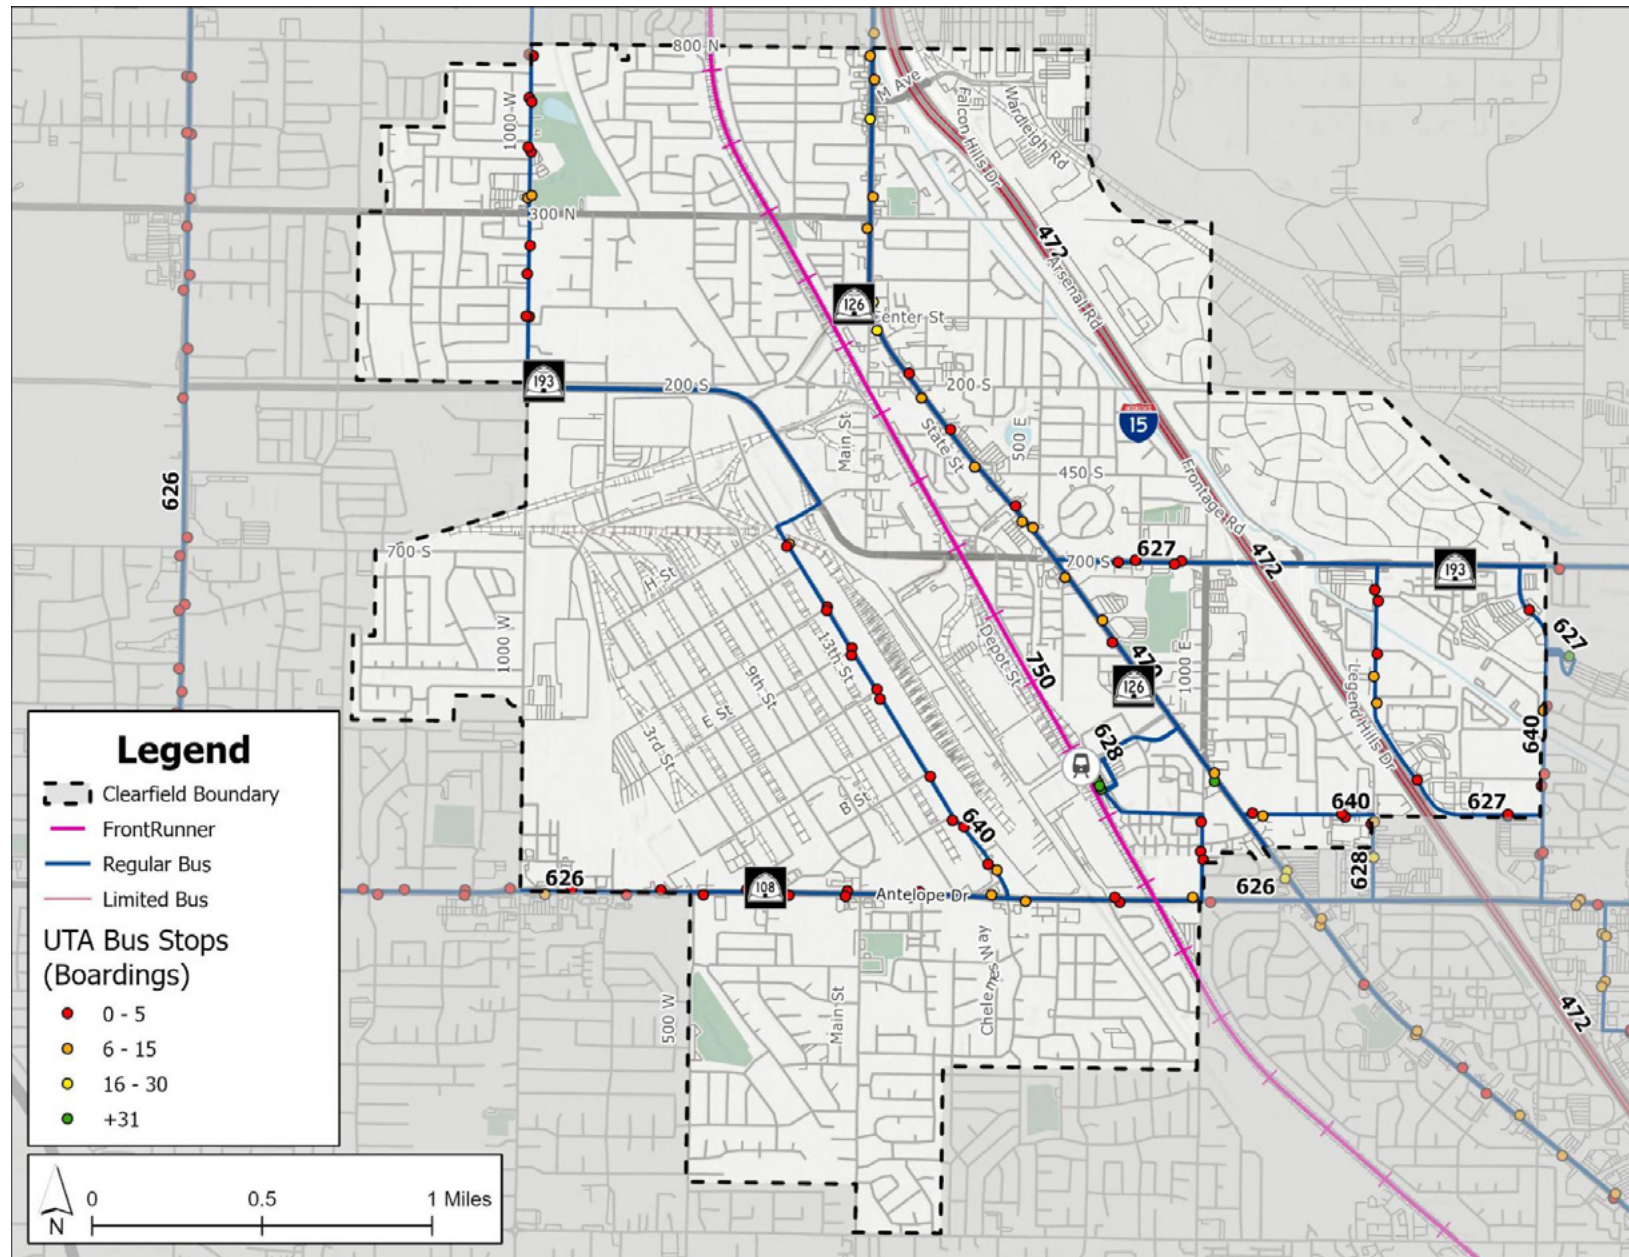 800 N
M Ave
Falcon Hills Dr
Wardleigh Rd
1000 W
300 N
472
Arsenal Rd
126
Center St
193
200 S
200 S
15
Main St
State St
500 E
450 S
Frontage Rd
626
700 S
700 S
627
472
193
H St
1000 W
13th St
9th St
E St
3rd St
B St
Depot St
750
470
126
1000 E
Legend Hills Dr
627
640
628
640
627
640
626
108
Antelope Dr
626
628
500 W
Main St
Chelemes Way
472
Legend
Clearfield Boundary
FrontRunner
Regular Bus
Limited Bus
UTA Bus Stops
(Boardings)
0 - 5
6 - 15
16 - 30
+31
N
0 0.5 1 Miles